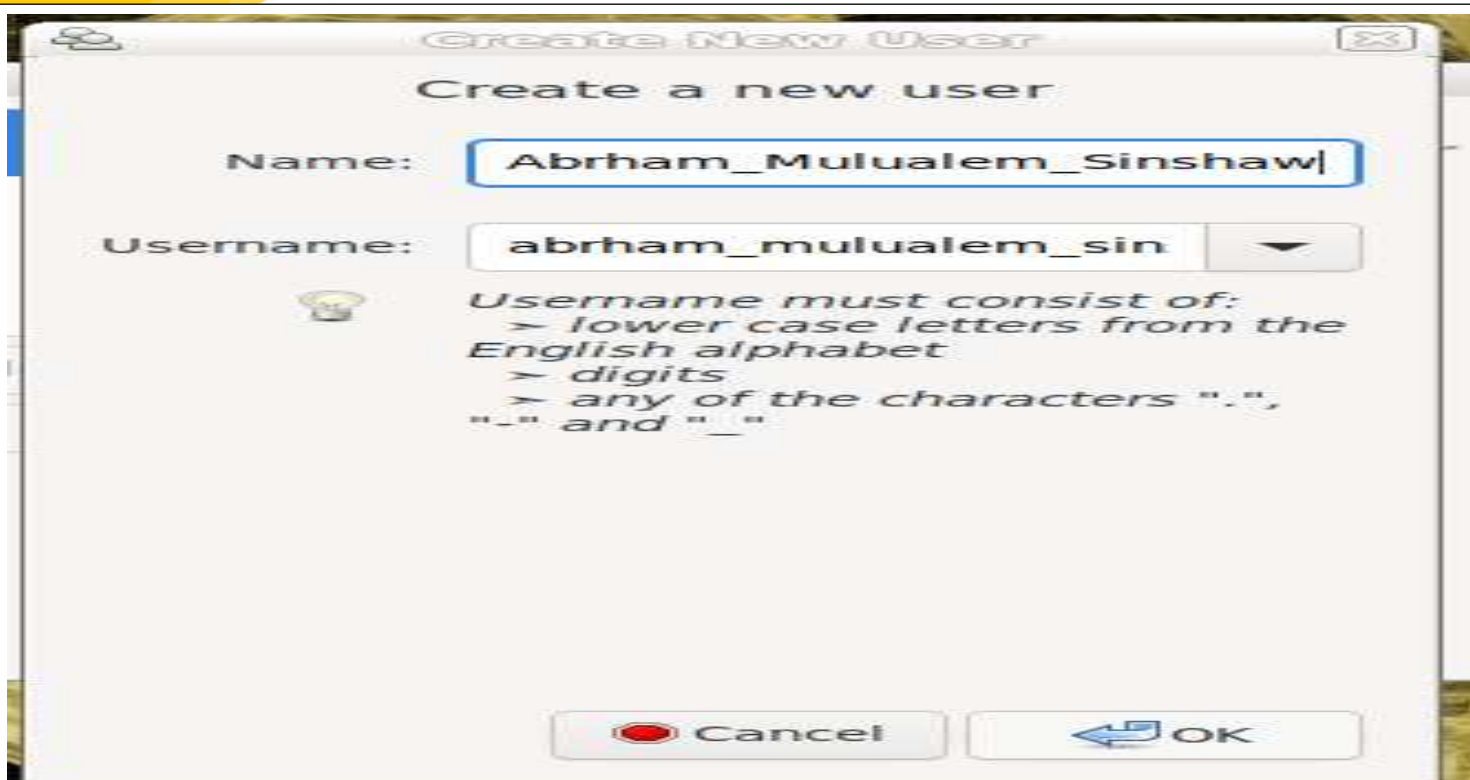 Create New User
Create a new user
Name: Abrham_Mulualem_Sinshaw
Username: abrham_mulualem_sin
Username must consist of:
➢ lower case letters from the
English alphabet
➢ digits
➢ any of the characters ".",
"-" and "_"
Cancel OK